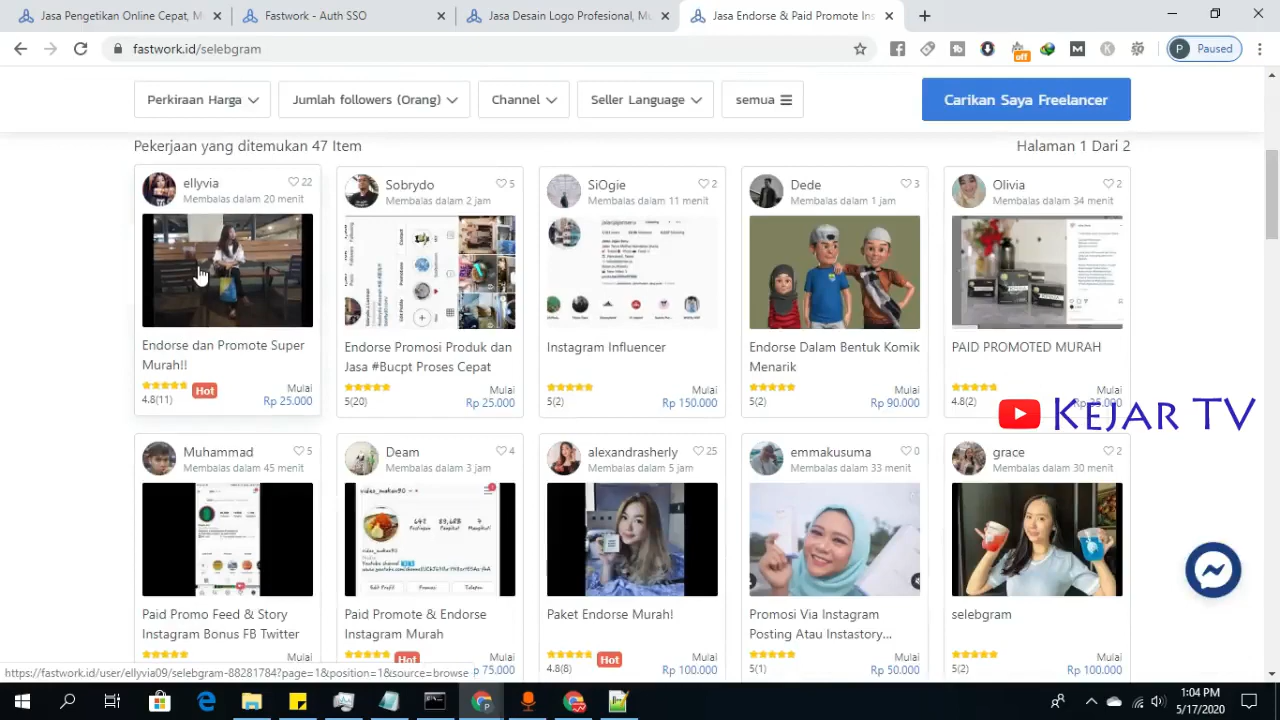 Jasa Pengetikan Online Cepat, M
Fastwork - Auth SSO
Jasa Desain Logo Profesional, Mu
Jasa Endorse & Paid Promote Ins
fastwork.id/selebgram
off
P Paused
Perkiraan Harga
Jumlah followers (Orang)
Channel
Seller Language
semua
Carikan Saya Freelancer
Pekerjaan yang ditemukan 47 Item
Halaman 1 Dari 2
ellyvia
22
Membalas dalam 20 menit
Endorse dan Promote Super
Murah!!
Hot
4.8(11)
Mulai
Rp 25.000
Sobrydo
5
Membalas dalam 2 jam
Endorse Promosi Produk dan
Jasa #Bucpt Proses Cepat
5(20)
Mulai
Rp 25.000
SiOgie
2
Membalas dalam 11 menit
Instagram Influencer
5(2)
Mulai
Rp 150.000
Dede
3
Membalas dalam 1 jam
Endorse Dalam Bentuk Komik
Menarik
5(2)
Mulai
Rp 90.000
Olivia
2
Membalas dalam 34 menit
PAID PROMOTED MURAH
4.8(2)
Mulai
KEJAR TV
Muhammad
5
Membalas dalam 45 menit
Paid Promo Feed & Story
Instagram Bonus FB Twitter
Mulai
Deam
4
Membalas dalam 3 jam
video_maker90
Paid Promote & Endorse
Instagram Murah
Hot
Mulai
p 75.000
alexandrasherly
25
Membalas dalam 5 jam
Paket Endorse Murah!
4.8(8)
Hot
Mulai
Rp 100.000
emmakusuma
0
Membalas dalam 33 menit
Promosi Via Instagram
Posting Atau Instastory...
5(1)
Mulai
Rp 50.000
grace
2
Membalas dalam 30 menit
selebgram
5(2)
Mulai
Rp 100.000
https://fastwork.id/user/ellyvia09/selebgram-88281784?page=1&position=1&source=browse
1:04 PM
5/17/2020